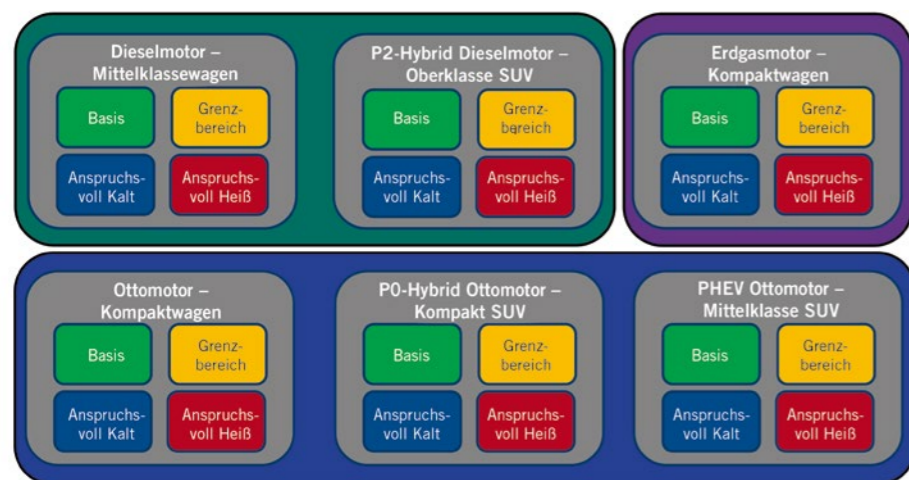 Dieselmotor –
Mittelklassewagen
Basis
Grenz-
bereich
Anspruchs-
voll Kalt
Anspruchs-
voll Heiß
P2-Hybrid Dieselmotor –
Oberklasse SUV
Basis
Grenz-
bereich
Anspruchs-
voll Kalt
Anspruchs-
voll Heiß
Erdgasmotor –
Kompaktwagen
Basis
Grenz-
bereich
Anspruchs-
voll Kalt
Anspruchs-
voll Heiß
Ottomotor –
Kompaktwagen
Basis
Grenz-
bereich
Anspruchs-
voll Kalt
Anspruchs-
voll Heiß
P0-Hybrid Ottomotor –
Kompakt SUV
Basis
Grenz-
bereich
Anspruchs-
voll Kalt
Anspruchs-
voll Heiß
PHEV Ottomotor –
Mittelklasse SUV
Basis
Grenz-
bereich
Anspruchs-
voll Kalt
Anspruchs-
voll Heiß